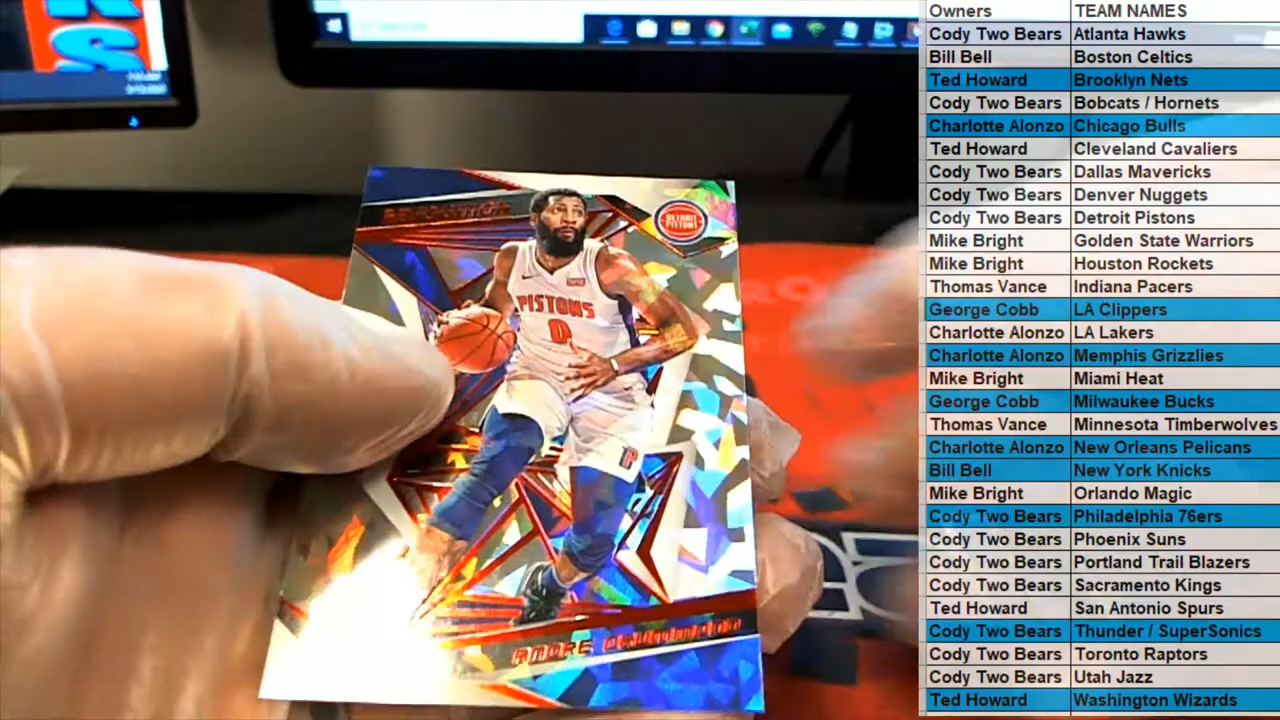 S
REVOLUTION
DETROIT
PISTONS
PISTONS
0
ANDRE DRUMMOND
Owners TEAM NAMES
Cody Two Bears Atlanta Hawks
Bill Bell Boston Celtics
Ted Howard Brooklyn Nets
Cody Two Bears Bobcats / Hornets
Charlotte Alonzo Chicago Bulls
Ted Howard Cleveland Cavaliers
Cody Two Bears Dallas Mavericks
Cody Two Bears Denver Nuggets
Cody Two Bears Detroit Pistons
Mike Bright Golden State Warriors
Mike Bright Houston Rockets
Thomas Vance Indiana Pacers
George Cobb LA Clippers
Charlotte Alonzo LA Lakers
Charlotte Alonzo Memphis Grizzlies
Mike Bright Miami Heat
George Cobb Milwaukee Bucks
Thomas Vance Minnesota Timberwolves
Charlotte Alonzo New Orleans Pelicans
Bill Bell New York Knicks
Mike Bright Orlando Magic
Cody Two Bears Philadelphia 76ers
Cody Two Bears Phoenix Suns
Cody Two Bears Portland Trail Blazers
Cody Two Bears Sacramento Kings
Ted Howard San Antonio Spurs
Cody Two Bears Thunder / SuperSonics
Cody Two Bears Toronto Raptors
Cody Two Bears Utah Jazz
Ted Howard Washington Wizards